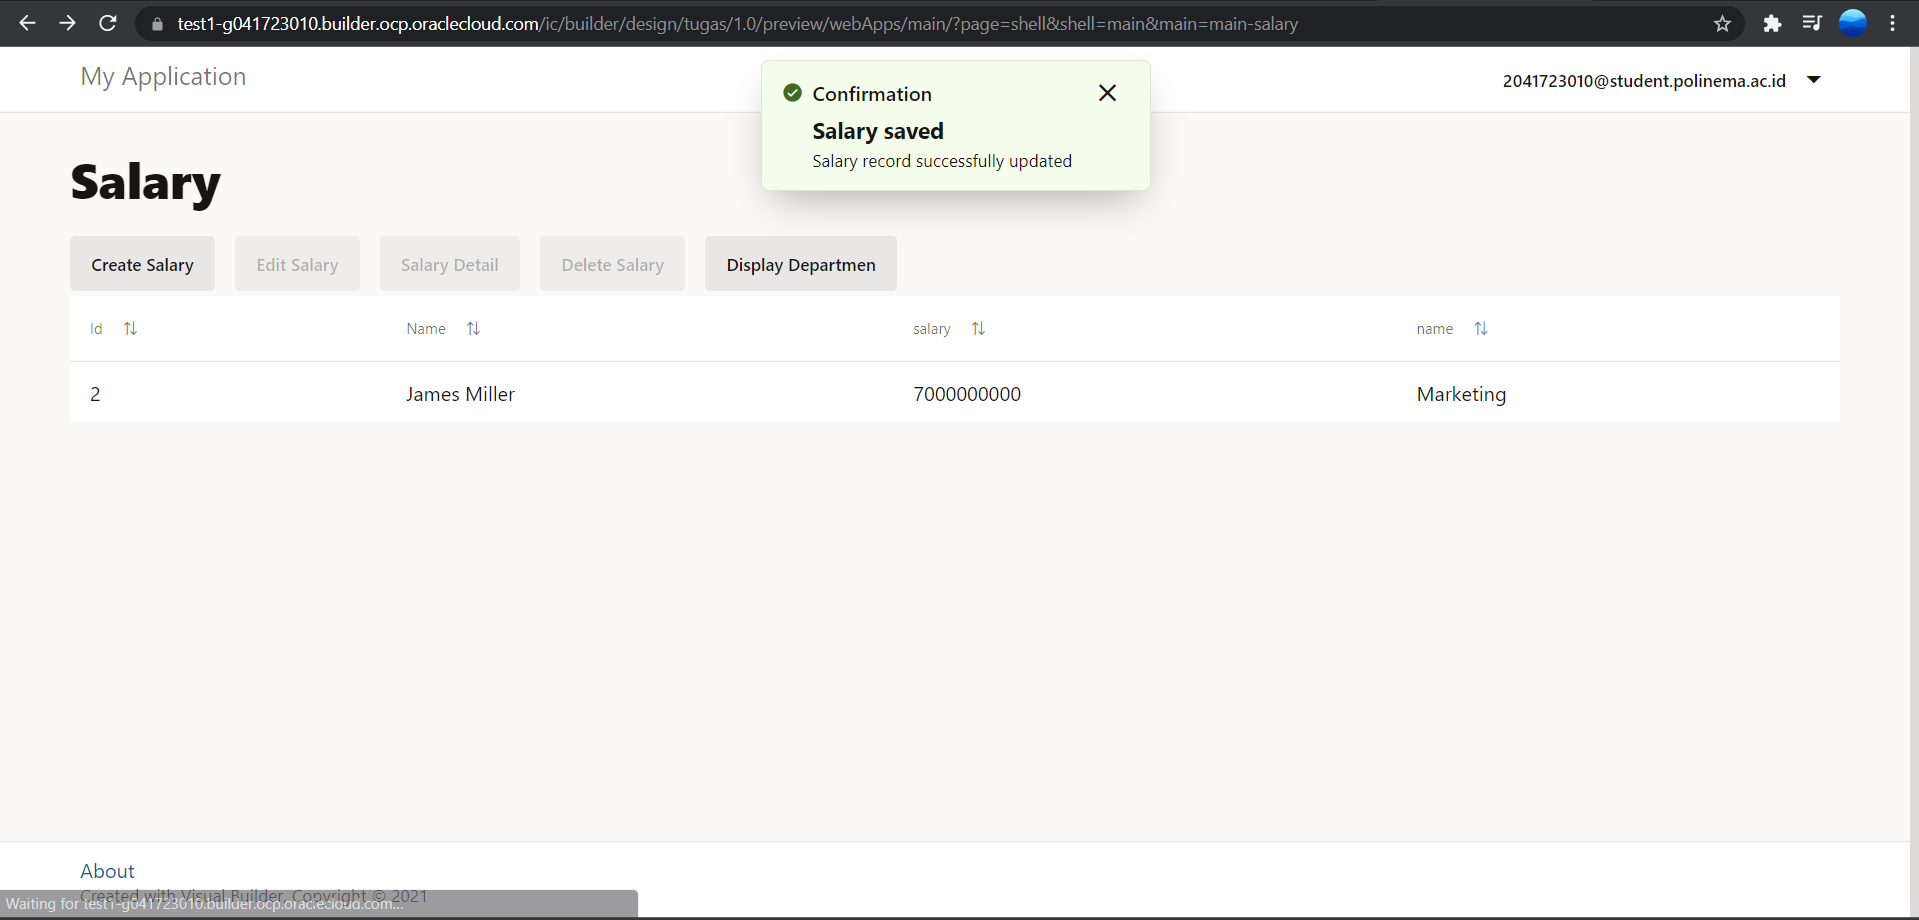 test1-g041723010.builder.ocp.oraclecloud.com/ic/builder/design/tugas/1.0/preview/webApps/main/?page=shell&shell=main&main=main-salary
My Application
2041723010@student.polinema.ac.id
Confirmation
Salary saved
Salary record successfully updated
Salary
Create Salary Edit Salary Salary Detail Delete Salary Display Departmen
Id Name salary name
2 James Miller 7000000000 Marketing
About
Created with Visual Builder, Copyright © 2021
Waiting for test1-g041723010.builder.ocp.oraclecloud.com...